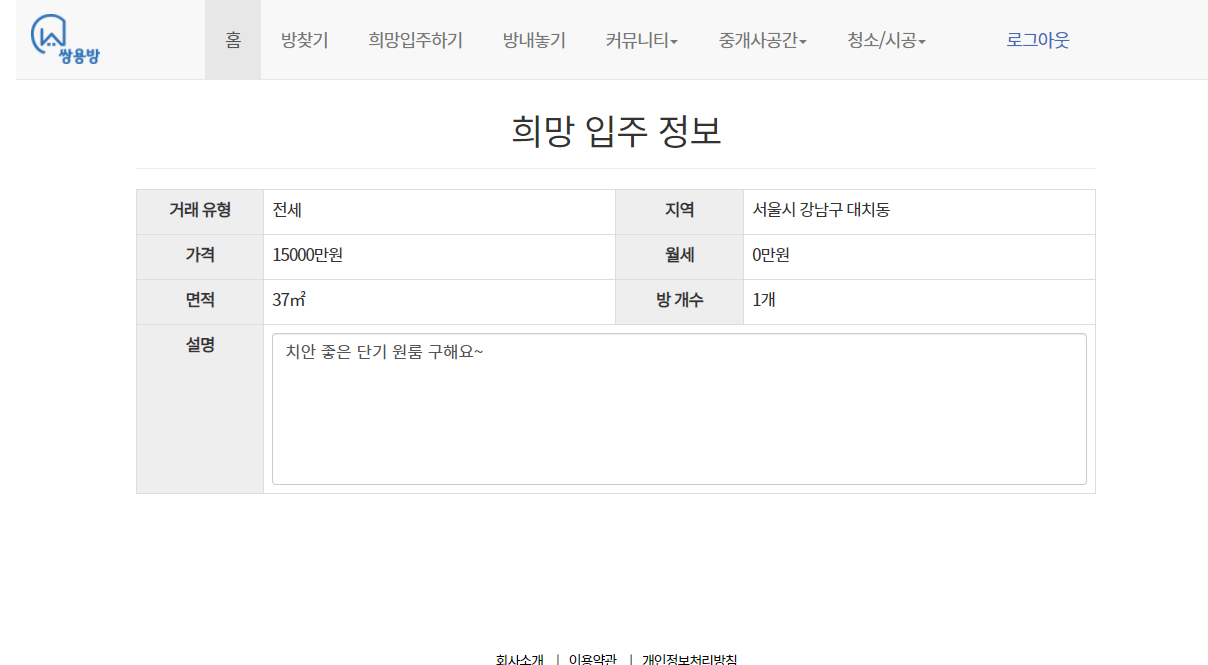 쌍용방
홈 방찾기 희망입주하기 방내놓기 커뮤니티 중개사공간 청소/시공 로그아웃
희망 입주 정보
거래 유형 전세 지역 서울시 강남구 대치동
가격 15000만원 월세 0만원
면적 37㎡ 방 개수 1개
설명 치안 좋은 단기 원룸 구해요~
회사소개 | 이용약관 | 개인정보처리방침